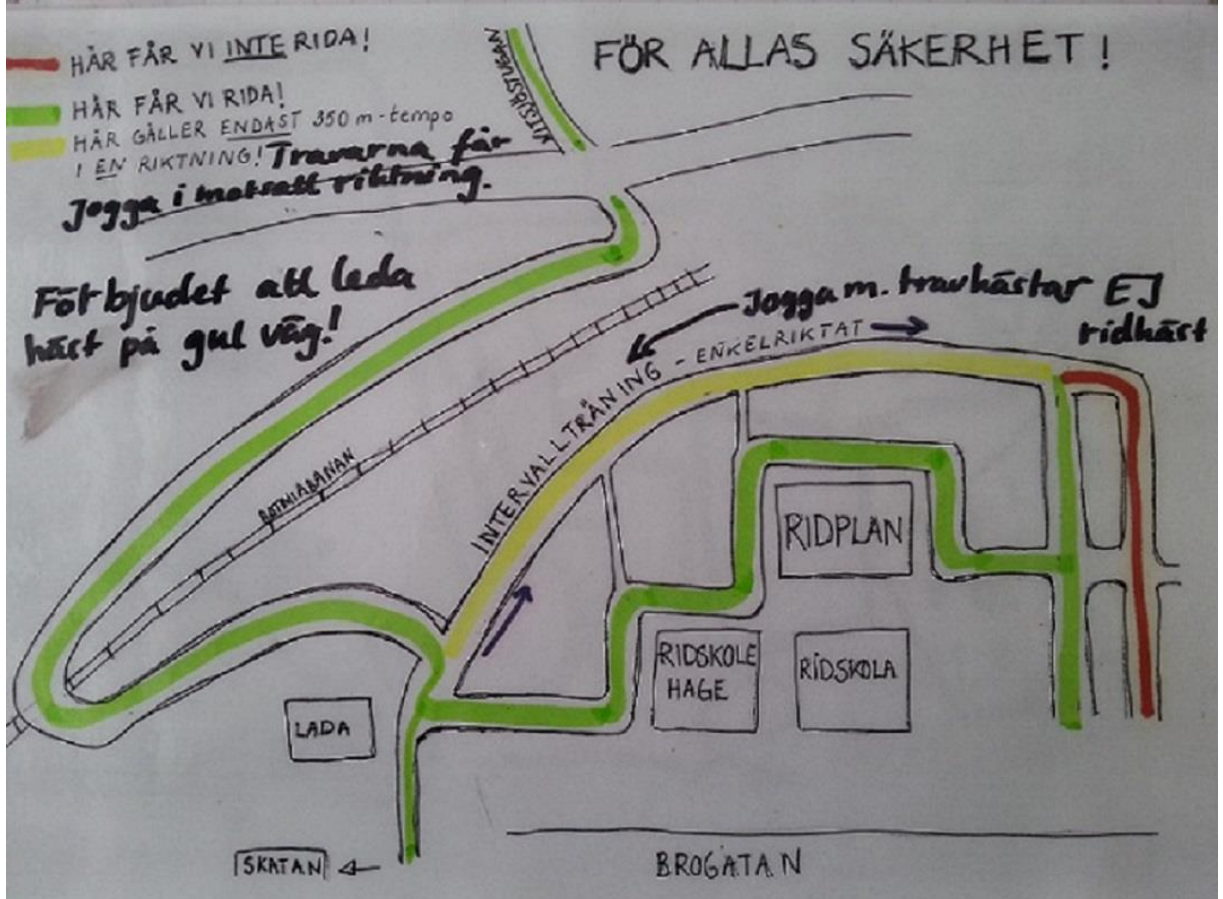 HÄR FÅR VI INTE RIDA!
HÄR FÅR VI RIDA!
HÄR GÄLLER ENDAST 350 m-tempo
I EN RIKTNING! Travarna får
Jogga i motsatt riktning.
FÖR ALLAS SÄKERHET!
VITSJÖSTUGAN
Förbjudet att leda
häst på gul väg!
Jogga m. travhästar EJ
ridhäst
INTERVALLTRÄNING - ENKELRIKTAT
BOTNIABANAN
RIDPLAN
RIDSKOLE
HAGE
RIDSKOLA
LADA
SKATAN
BROGATAN